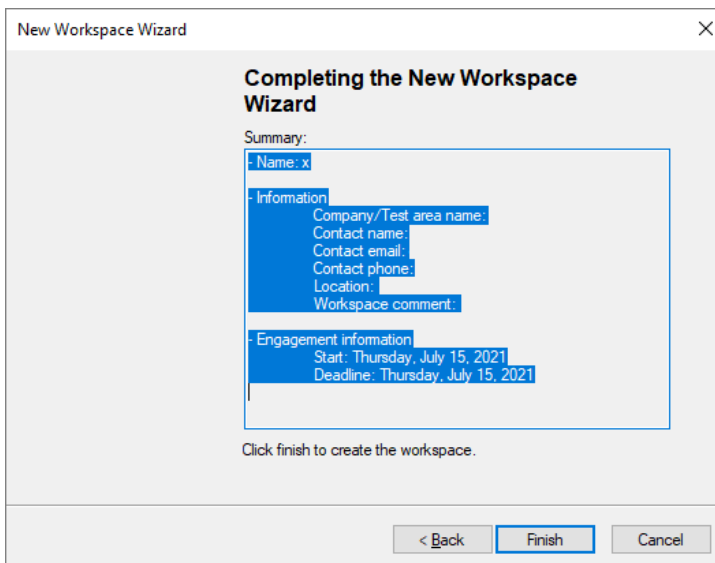 New Workspace Wizard
Completing the New Workspace
Wizard
Summary:
- Name: x
- Information
Company/Test area name:
Contact name:
Contact email:
Contact phone:
Location:
Workspace comment:
- Engagement information
Start: Thursday, July 15, 2021
Deadline: Thursday, July 15, 2021
Click finish to create the workspace.
< Back
Finish
Cancel